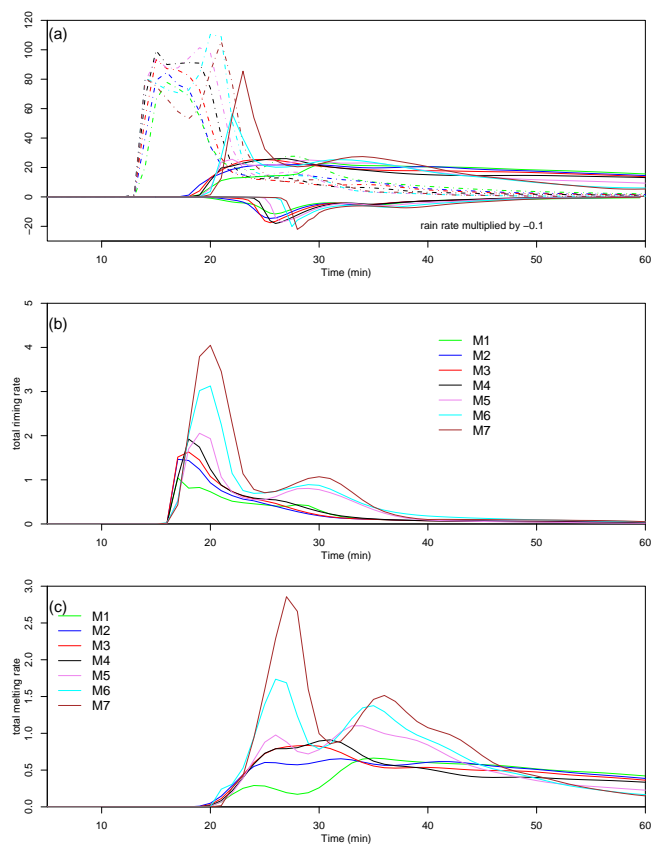 (a)
120
100
80
60
40
20
0
−20
10 20 30 40 50 60
Time (min)
rain rate multiplied by −0.1
(b)
total riming rate
5
4
3
2
1
0
M1
M2
M3
M4
M5
M6
M7
10 20 30 40 50 60
Time (min)
(c)
total melting rate
3.0
2.5
2.0
1.5
1.0
0.5
0.0
M1
M2
M3
M4
M5
M6
M7
10 20 30 40 50 60
Time (min)